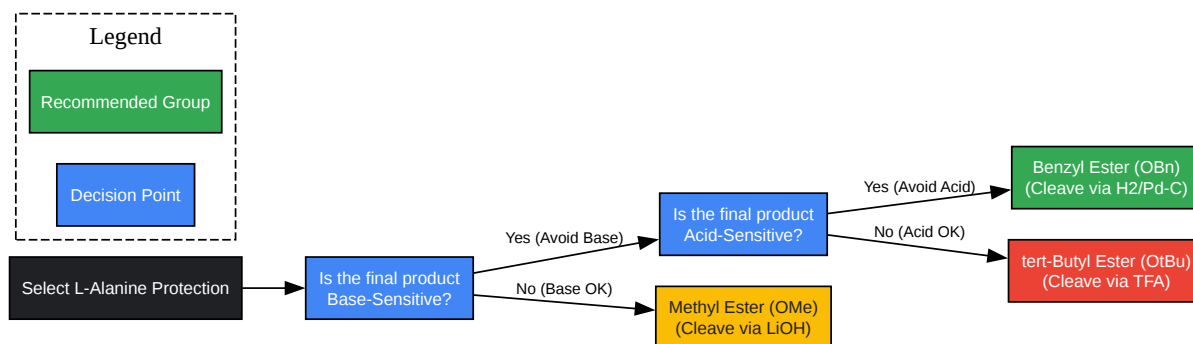 Legend
Recommended Group
Decision Point
Select L-Alanine Protection
Is the final product
Base-Sensitive?
Yes (Avoid Base)
No (Base OK)
Is the final product
Acid-Sensitive?
Methyl Ester (OMe)
(Cleave via LiOH)
Yes (Avoid Acid)
No (Acid OK)
Benzyl Ester (OBn)
(Cleave via H2/Pd-C)
tert-Butyl Ester (OtBu)
(Cleave via TFA)